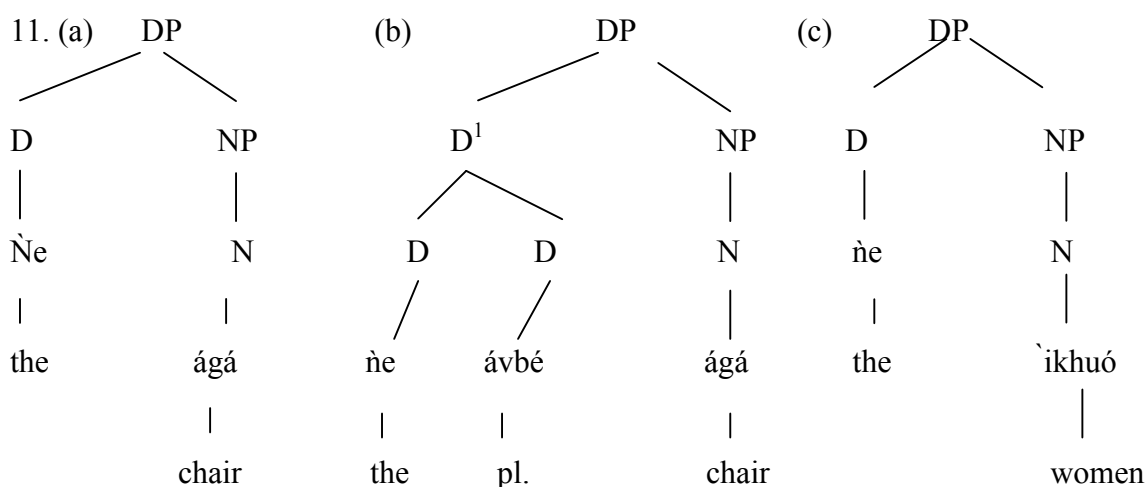 11. (a) DP (b) DP (c) DP
D NP D¹ NP D NP
Ǹe N D D N ǹe N
the ágá ǹe ávbé ágá the `ikhuó
chair the pl. chair women